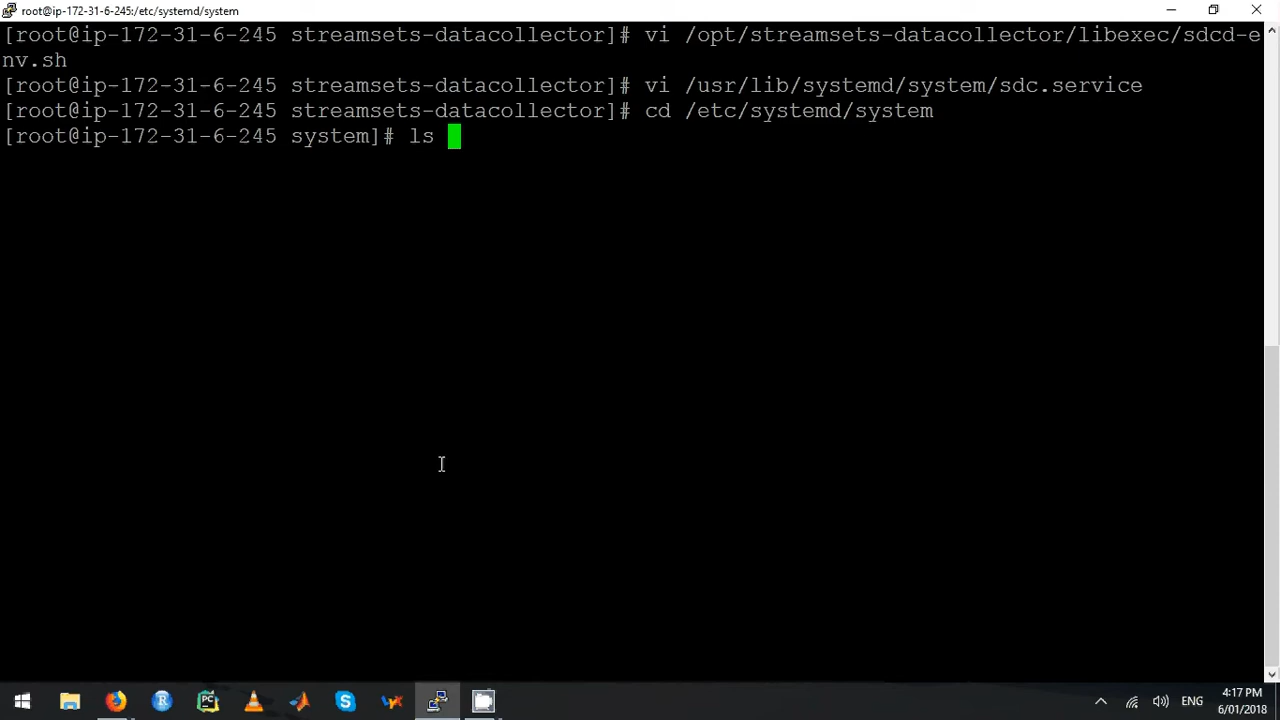 root@ip-172-31-6-245:/etc/systemd/system
[root@ip-172-31-6-245 streamsets-datacollector]# vi /opt/streamsets-datacollector/libexec/sdcd-e
nv.sh
[root@ip-172-31-6-245 streamsets-datacollector]# vi /usr/lib/systemd/system/sdc.service
[root@ip-172-31-6-245 streamsets-datacollector]# cd /etc/systemd/system
[root@ip-172-31-6-245 system]# ls
R
PC
S
ENG
4:17 PM
6/01/2018